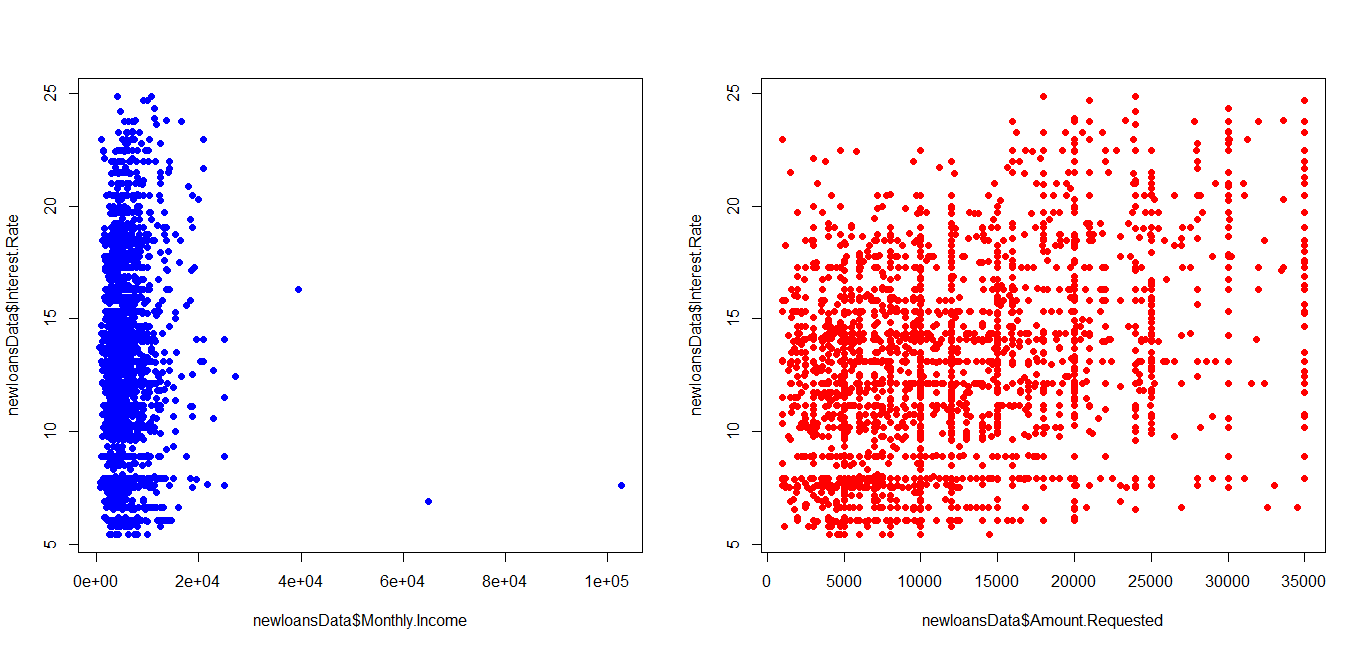 newloansData$Interest.Rate
25
20
15
10
5
0e+00 2e+04 4e+04 6e+04 8e+04 1e+05
newloansData$Monthly.Income
newloansData$Interest.Rate
25
20
15
10
5
0 5000 10000 15000 20000 25000 30000 35000
newloansData$Amount.Requested